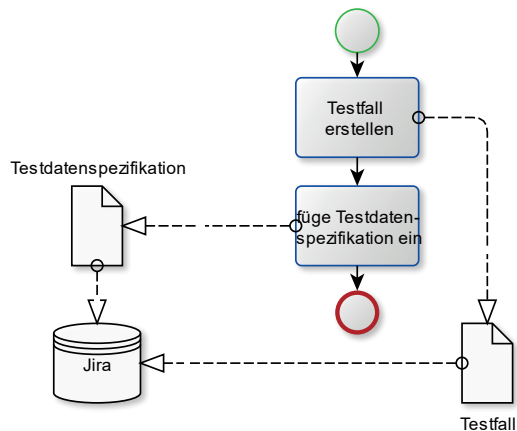 Testfall
erstellen
Testdatenspezifikation
füge Testdaten-
spezifikation ein
Jira
Testfall